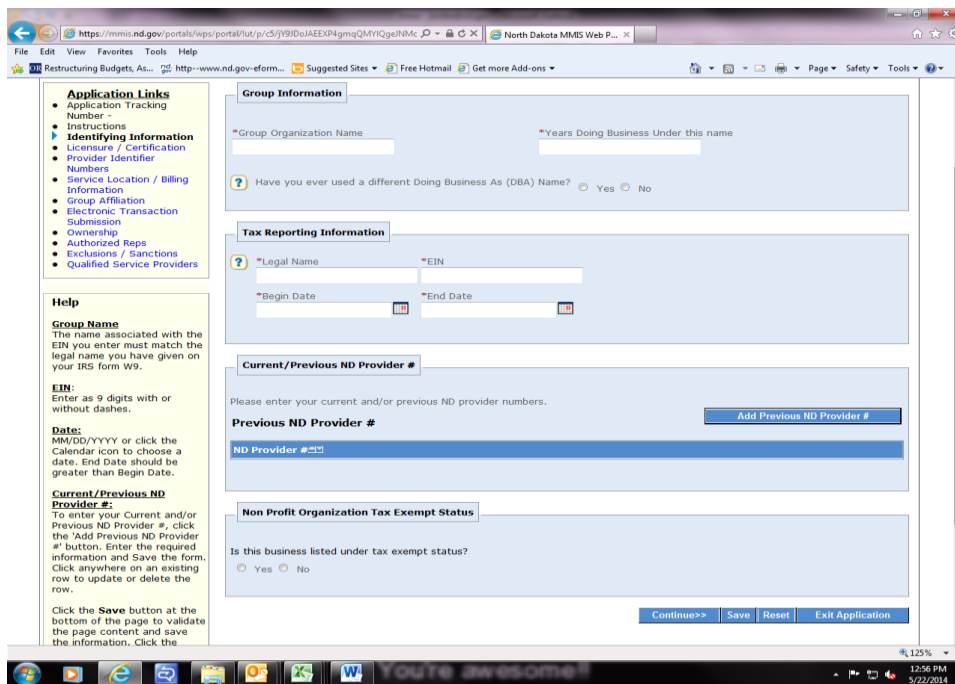 https://mmis.nd.gov/portals/wps/portal/lut/p/c5/jY9JDoJAEEXP4gmqQMYIQgeJNMc
North Dakota MMIS Web P...
File Edit View Favorites Tools Help
Restructuring Budgets, As... http--www.nd.gov-eform... Suggested Sites Free Hotmail Get more Add-ons Page Safety Tools
Application Links
Application Tracking
Number -
Instructions
Identifying Information
Licensure / Certification
Provider Identifier
Numbers
Service Location / Billing
Information
Group Affiliation
Electronic Transaction
Submission
Ownership
Authorized Reps
Exclusions / Sanctions
Qualified Service Providers
Help
Group Name
The name associated with the
EIN you enter must match the
legal name you have given on
your IRS form W9.
EIN:
Enter as 9 digits with or
without dashes.
Date:
MM/DD/YYYY or click the
Calendar icon to choose a
date. End Date should be
greater than Begin Date.
Current/Previous ND
Provider #:
To enter your Current and/or
Previous ND Provider #, click
the 'Add Previous ND Provider
#' button. Enter the required
information and Save the form.
Click anywhere on an existing
row to update or delete the
row.
Click the Save button at the
bottom of the page to validate
the page content and save
the information. Click the
Group Information
*Group Organization Name *Years Doing Business Under this name
? Have you ever used a different Doing Business As (DBA) Name? Yes No
Tax Reporting Information
? *Legal Name *EIN
*Begin Date *End Date
Current/Previous ND Provider #
Please enter your current and/or previous ND provider numbers.
Add Previous ND Provider #
Previous ND Provider #
ND Provider #
Non Profit Organization Tax Exempt Status
Is this business listed under tax exempt status?
Yes No
Continue>> Save Reset Exit Application
125%
You're awesome!!
12:56 PM
5/22/2014